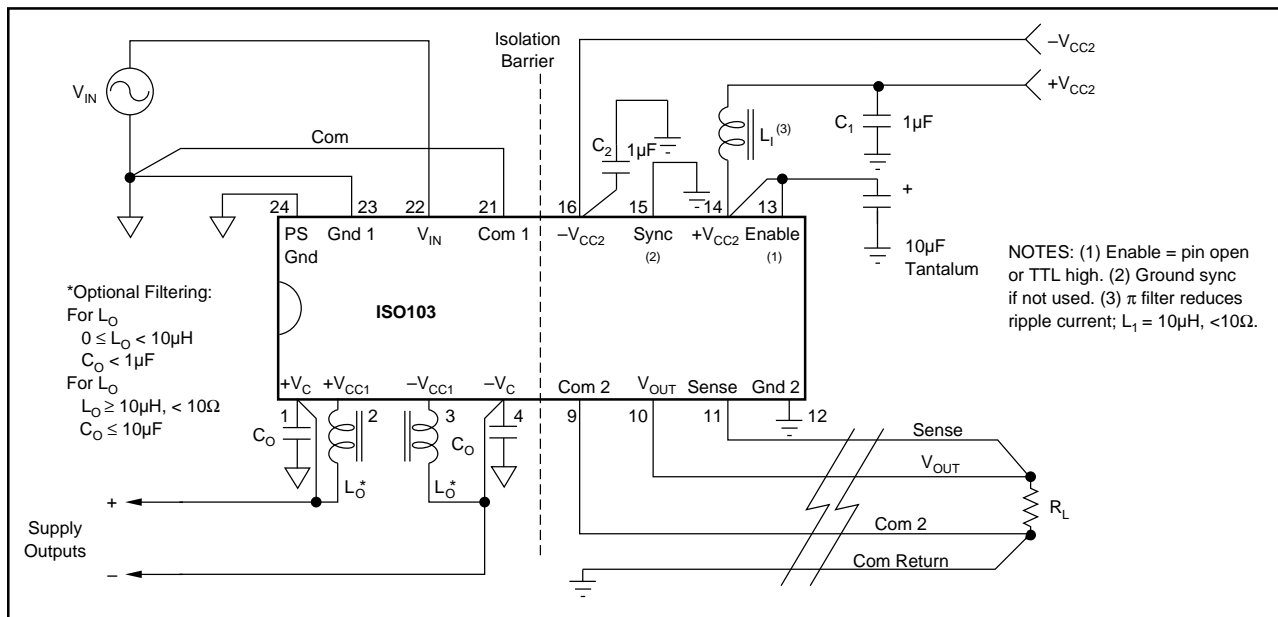 Isolation
Barrier
–VCC2
+VCC2
VIN
Com
C2
1µF
LI(3)
C1
1µF
+
10µF
Tantalum
24
23
22
21
16
15
14
13
PS
Gnd
Gnd 1
VIN
Com 1
–VCC2
Sync
(2)
+VCC2
Enable
(1)
NOTES: (1) Enable = pin open
or TTL high. (2) Ground sync
if not used. (3) π filter reduces
ripple current; L1 = 10µH, <10Ω.
*Optional Filtering:
For LO
0 ≤ LO < 10µH
CO < 1µF
For LO
LO ≥ 10µH, < 10Ω
CO ≤ 10µF
ISO103
+VC
+VCC1
–VCC1
–VC
Com 2
VOUT
Sense
Gnd 2
1
2
3
4
9
10
11
12
CO
LO*
LO*
CO
Sense
VOUT
RL
Com 2
Com Return
+
Supply
Outputs
–